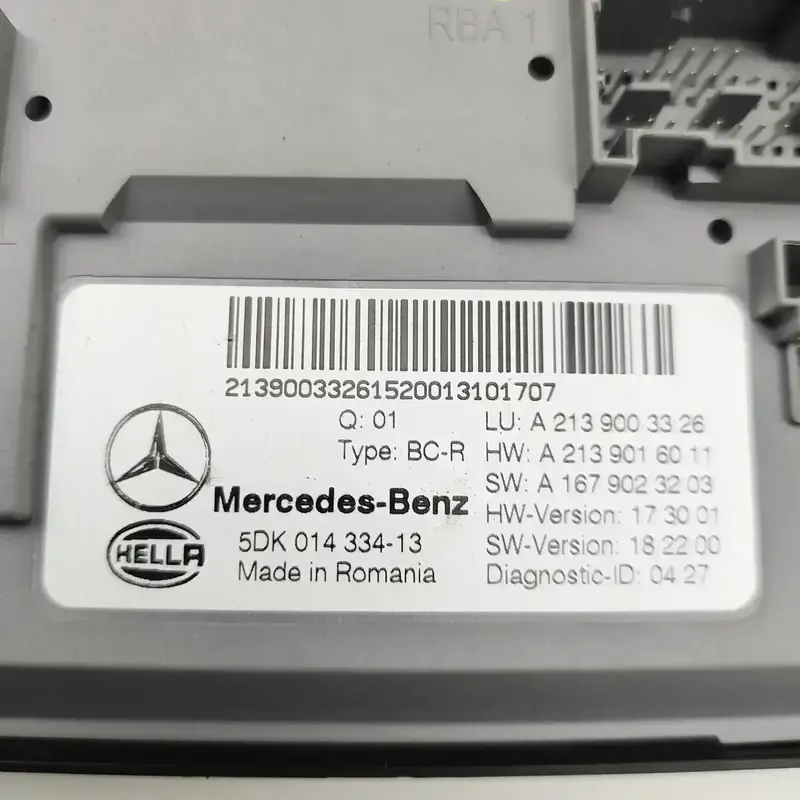 RBA 1
21390033261520013101707
Q: 01
Type: BC-R
LU: A 213 900 33 26
HW: A 213 901 60 11
SW: A 167 902 32 03
HW-Version: 17 30 01
SW-Version: 18 22 00
Diagnostic-ID: 04 27
Mercedes-Benz
HELLA
5DK 014 334-13
Made in Romania